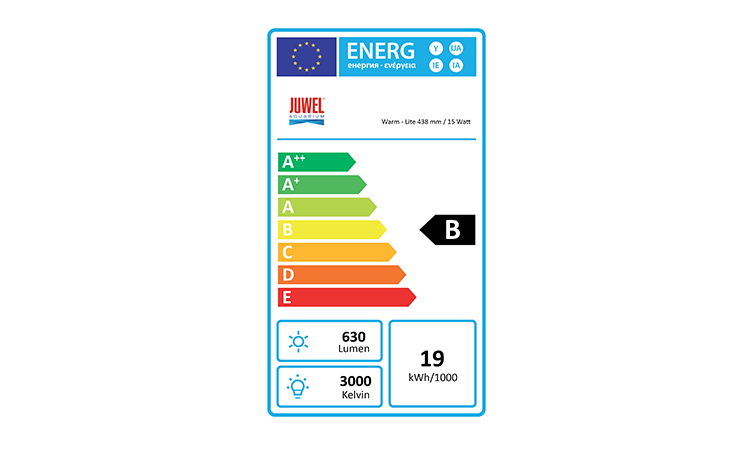 ENERG
енергия · ενέργεια
Y
IJA
IE
IA
JUWEL
AQUARIUM
Warm - Lite 438 mm / 15 Watt
A++
A+
A
B
C
D
E
B
630
Lumen
3000
Kelvin
19
kWh/1000